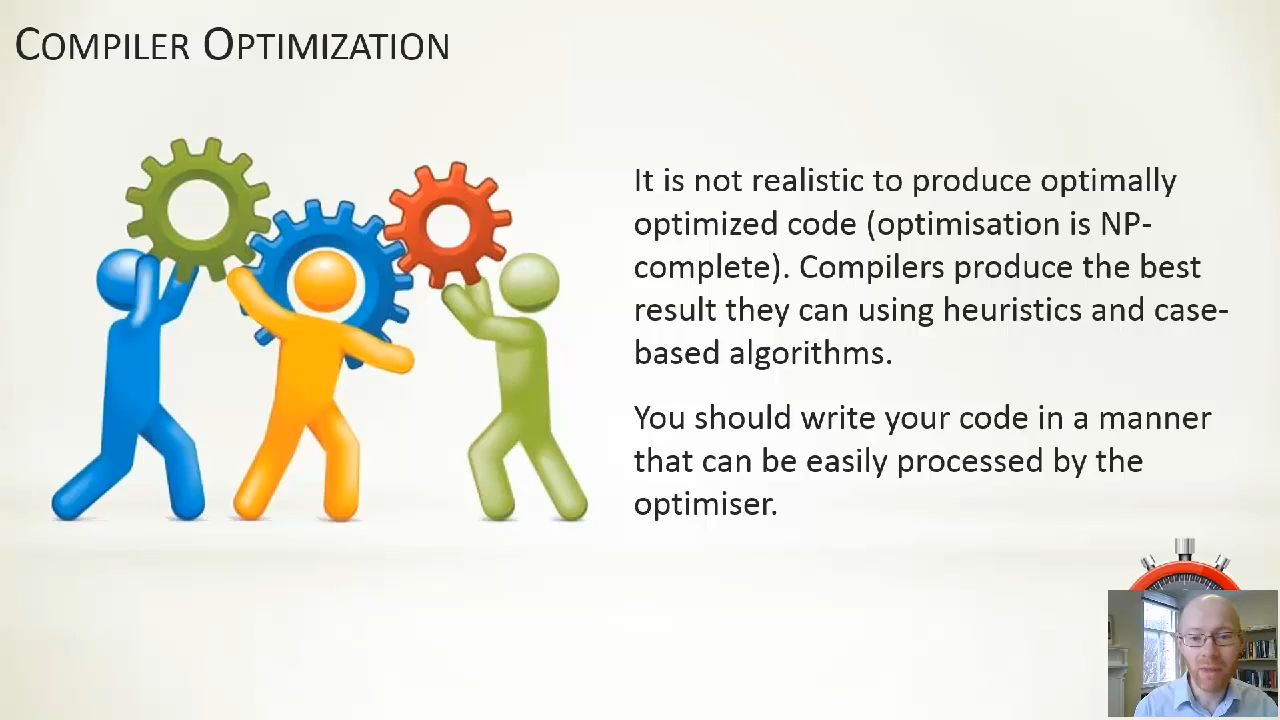 COMPILER OPTIMIZATION
It is not realistic to produce optimally
optimized code (optimisation is NP-
complete). Compilers produce the best
result they can using heuristics and case-
based algorithms.
You should write your code in a manner
that can be easily processed by the
optimiser.